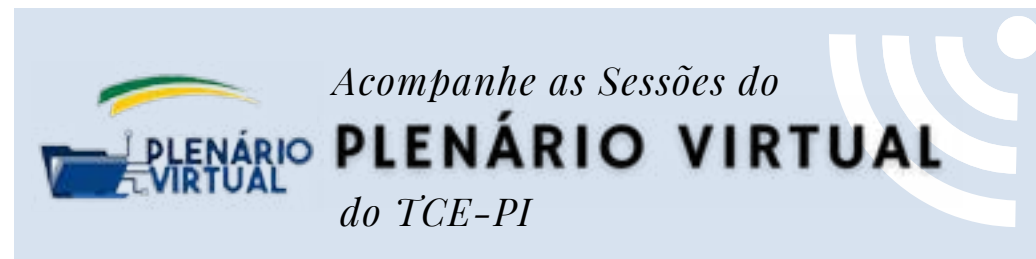 PLENÁRIO
VIRTUAL
Acompanhe as Sessões do
PLENÁRIO VIRTUAL
do TCE-PI